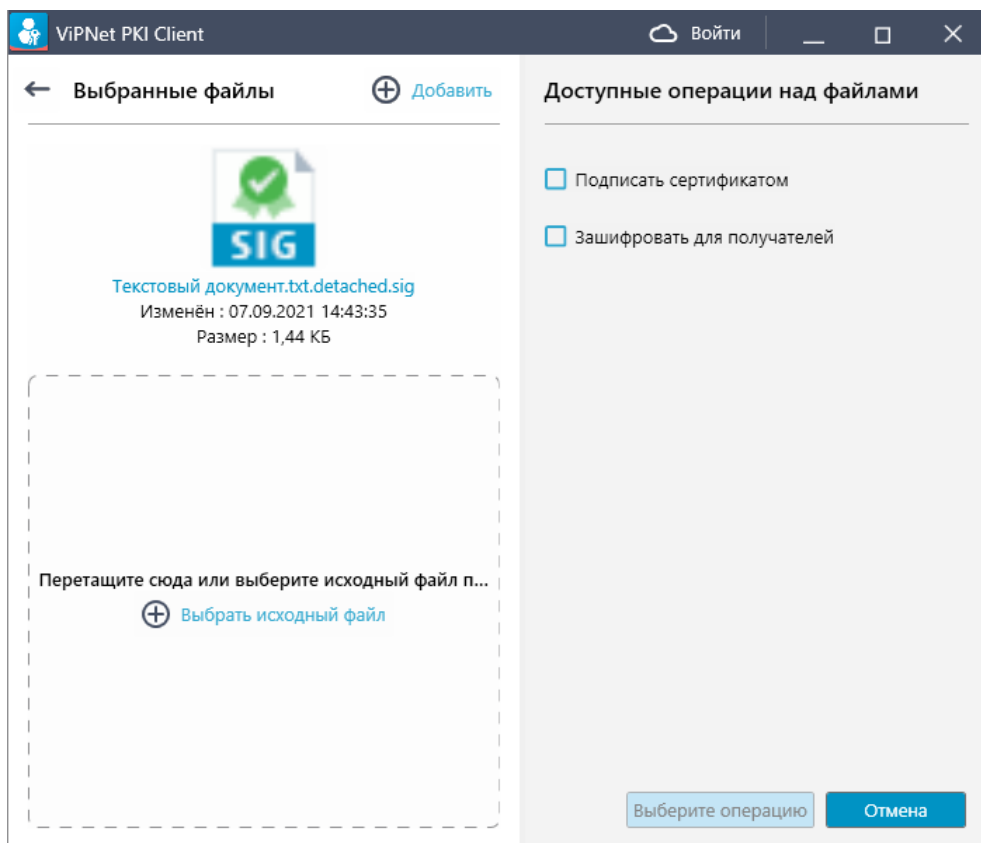 ViPNet PKI Client
Войти
Выбранные файлы
Добавить
SIG
Текстовый документ.txt.detached.sig
Изменён : 07.09.2021 14:43:35
Размер : 1,44 КБ
Перетащите сюда или выберите исходный файл п...
Выбрать исходный файл
Доступные операции над файлами
Подписать сертификатом
Зашифровать для получателей
Выберите операцию
Отмена